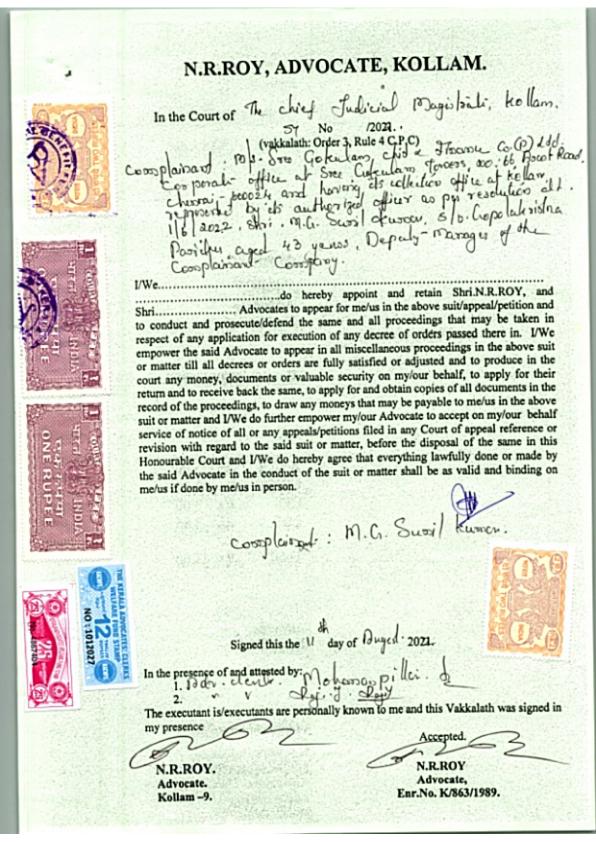 N.R.ROY, ADVOCATE, KOLLAM.
In the Court of The Chief Judicial Magistrate, Kollam.
ST No /2022.
(vakkalath: Order 3, Rule 4 C.P.C)
Complainant: M/s. Sree Gokulam Chit & Finance Co (P) Ltd.
Corporate office at Sree Gokulam Towers, No: 66, Arcot Road
Chennai-600024 and having its collection office at Kollam,
represented by its authorized officer as per resolution dtd.
1/8/2022, Shri. M.G. Sunil Kumar, S/o. Gopalakrishna
aged 43 years, Deputy-Manager of the
Complainant Company.
I/We
do hereby appoint and retain Shri.N.R.ROY, and
Shri Advocates to appear for me/us in the above suit/appeal/petition and
to conduct and prosecute/defend the same and all proceedings that may be taken in
respect of any application for execution of any decree of orders passed there in. I/We
empower the said Advocate to appear in all miscellaneous proceedings in the above suit
or matter till all decrees or orders are fully satisfied or adjusted and to produce in the
court any money, documents or valuable security on my/our behalf, to apply for their
return and to receive back the same, to apply for and obtain copies of all documents in the
record of the proceedings, to draw any moneys that may be payable to me/us in the above
suit or matter and I/We do further empower my/our Advocate to accept on my/our behalf
service of notice of all or any appeals/petitions filed in any Court of appeal reference or
revision with regard to the said suit or matter, before the disposal of the same in this
Honourable Court and I/We do hereby agree that everything lawfully done or made by
the said Advocate in the conduct of the suit or matter shall be as valid and binding on
me/us if done by me/us in person.
Complainant : M.G. Sunil Kumar.
Signed this the 11th day of August 2022.
In the presence of and attested by:
1. Adv. clerk Mohanan pillai
2.
The executant is/executants are personally known to me and this Vakkalath was signed in
my presence
Accepted.
N.R.ROY.
Advocate.
Kollam –9.
N.R.ROY
Advocate,
Enr.No. K/863/1989.
INDIA
ONE RUPEE
INDIA
ONE RUPEE
THE KERALA ADVOCATES CLERKS
WELFARE FUND STAMP
12
NO : 1012027
25